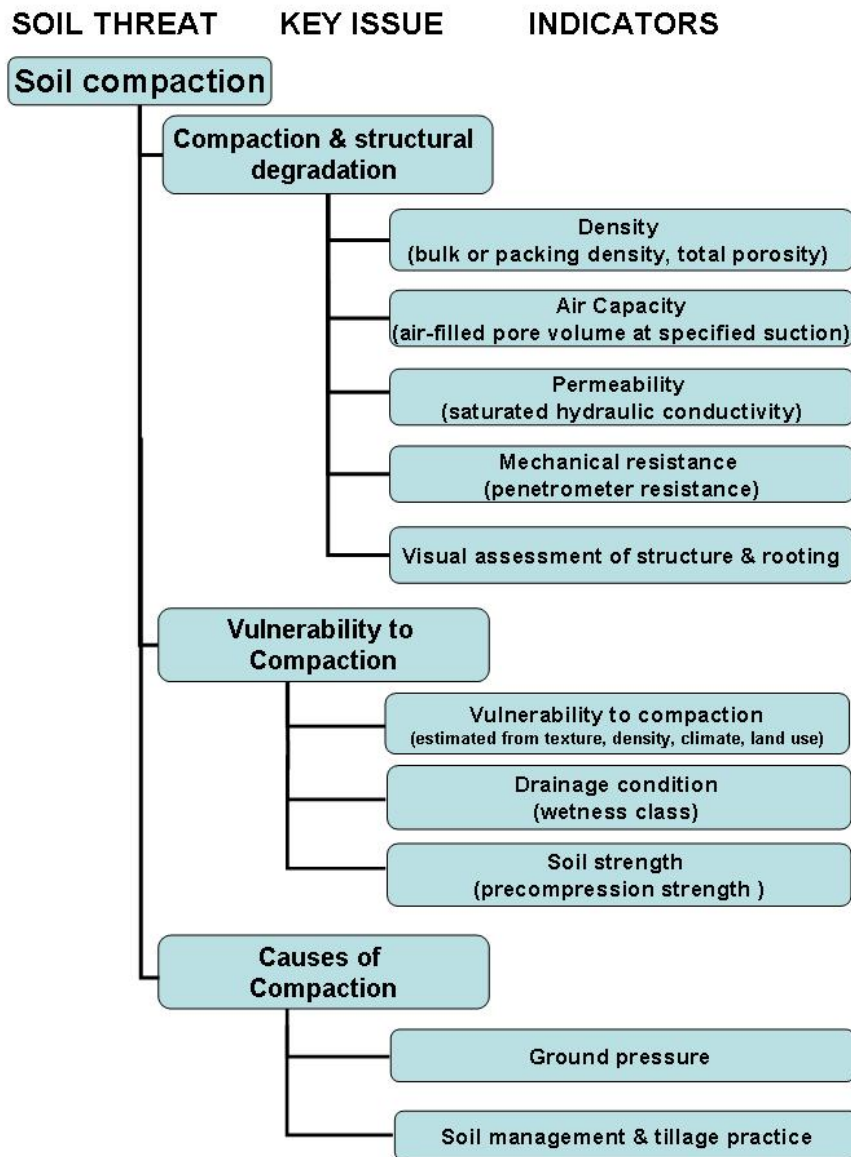 SOIL THREAT KEY ISSUE INDICATORS
Soil compaction
Compaction & structural
degradation
Density
(bulk or packing density, total porosity)
Air Capacity
(air-filled pore volume at specified suction)
Permeability
(saturated hydraulic conductivity)
Mechanical resistance
(penetrometer resistance)
Visual assessment of structure & rooting
Vulnerability to
Compaction
Vulnerability to compaction
(estimated from texture, density, climate, land use)
Drainage condition
(wetness class)
Soil strength
(precompression strength )
Causes of
Compaction
Ground pressure
Soil management & tillage practice